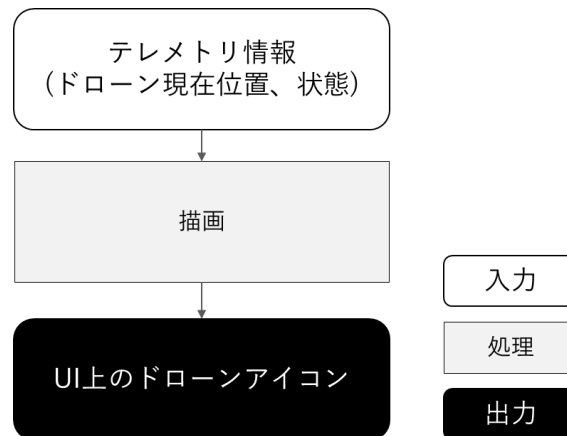 テレメトリ情報
(ドローン現在位置、状態)
描画
UI上のドローンアイコン
入力
処理
出力